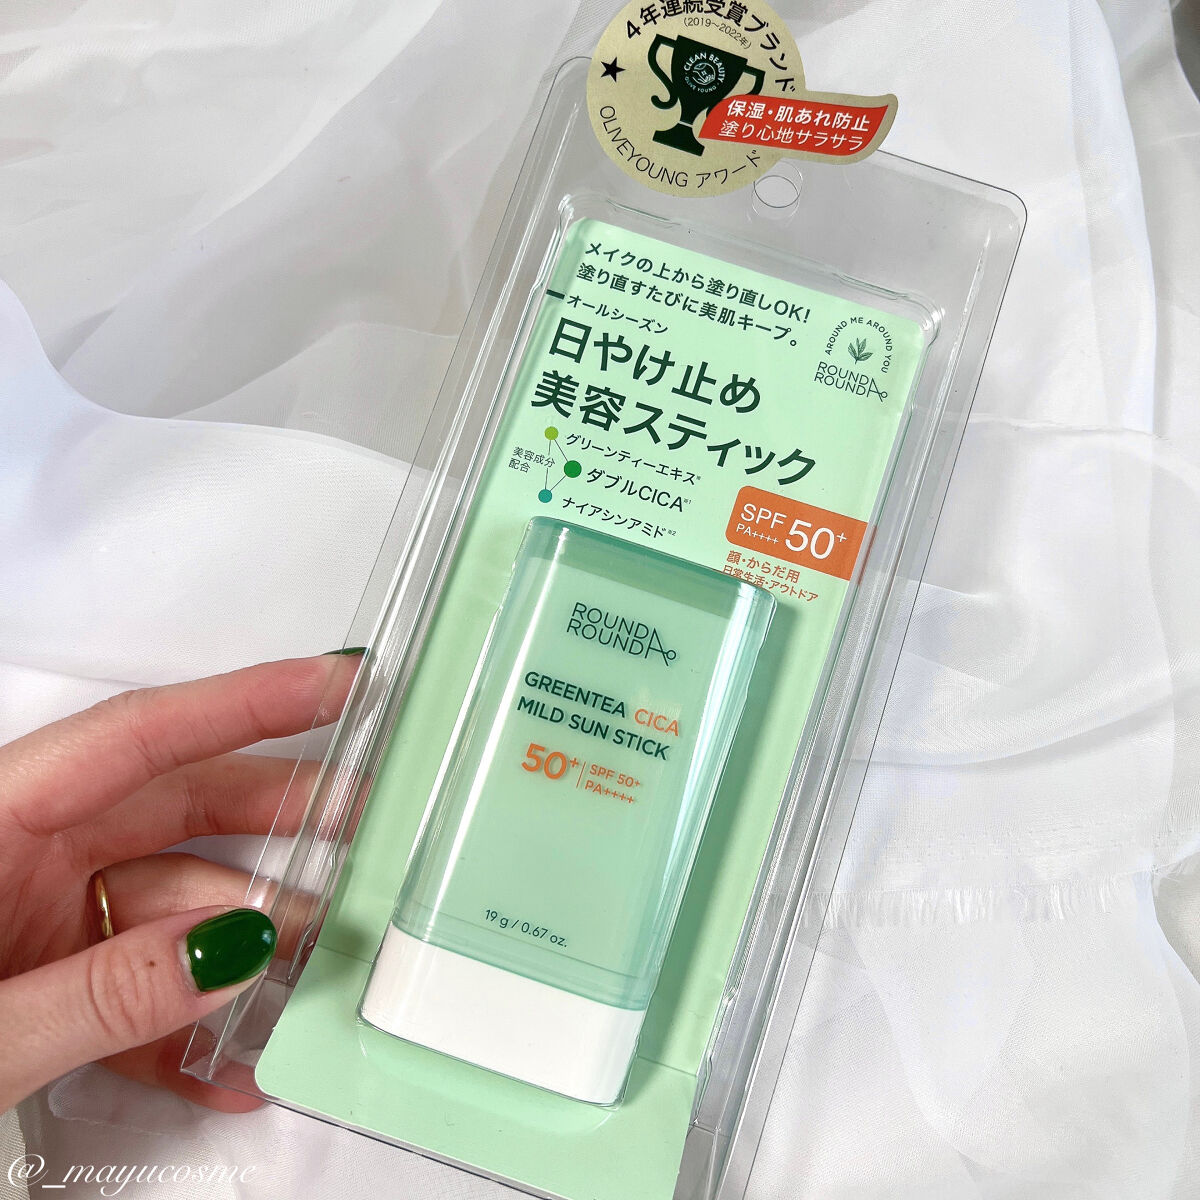 4年連続受賞ブランド
(2019~2022年)
CLEAN BEAUTY
OLIVE YOUNG
保湿・肌あれ防止
塗り心地サラサラ
OLIVEYOUNG アワード
メイクの上から塗り直しOK!
塗り直すたびに美肌キープ。
オールシーズン
日やけ止め
美容スティック
AROUND ME AROUND YOU
ROUNDA
ROUNDA
美容成分
配合
グリーンティーエキス※
ダブルCICA※1
ナイアシンアミド※2
SPF 50+
PA++++
顔・からだ用
日常生活・アウトドア
ROUNDA
ROUNDA
GREENTEA CICA
MILD SUN STICK
50+ SPF 50+
PA++++
19 g / 0.67 oz.
@_mayucosme